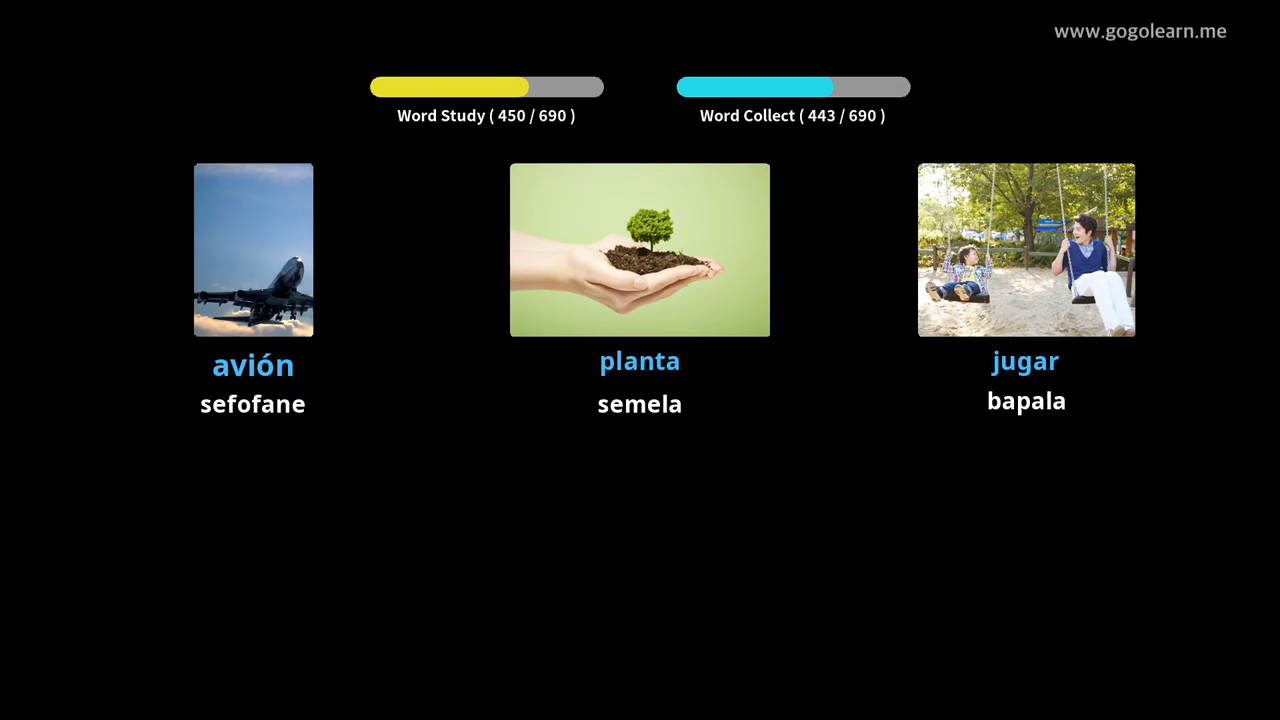 www.gogolearn.me
Word Study ( 450 / 690 )
Word Collect ( 443 / 690 )
avión
planta
jugar
sefofane
semela
bapala